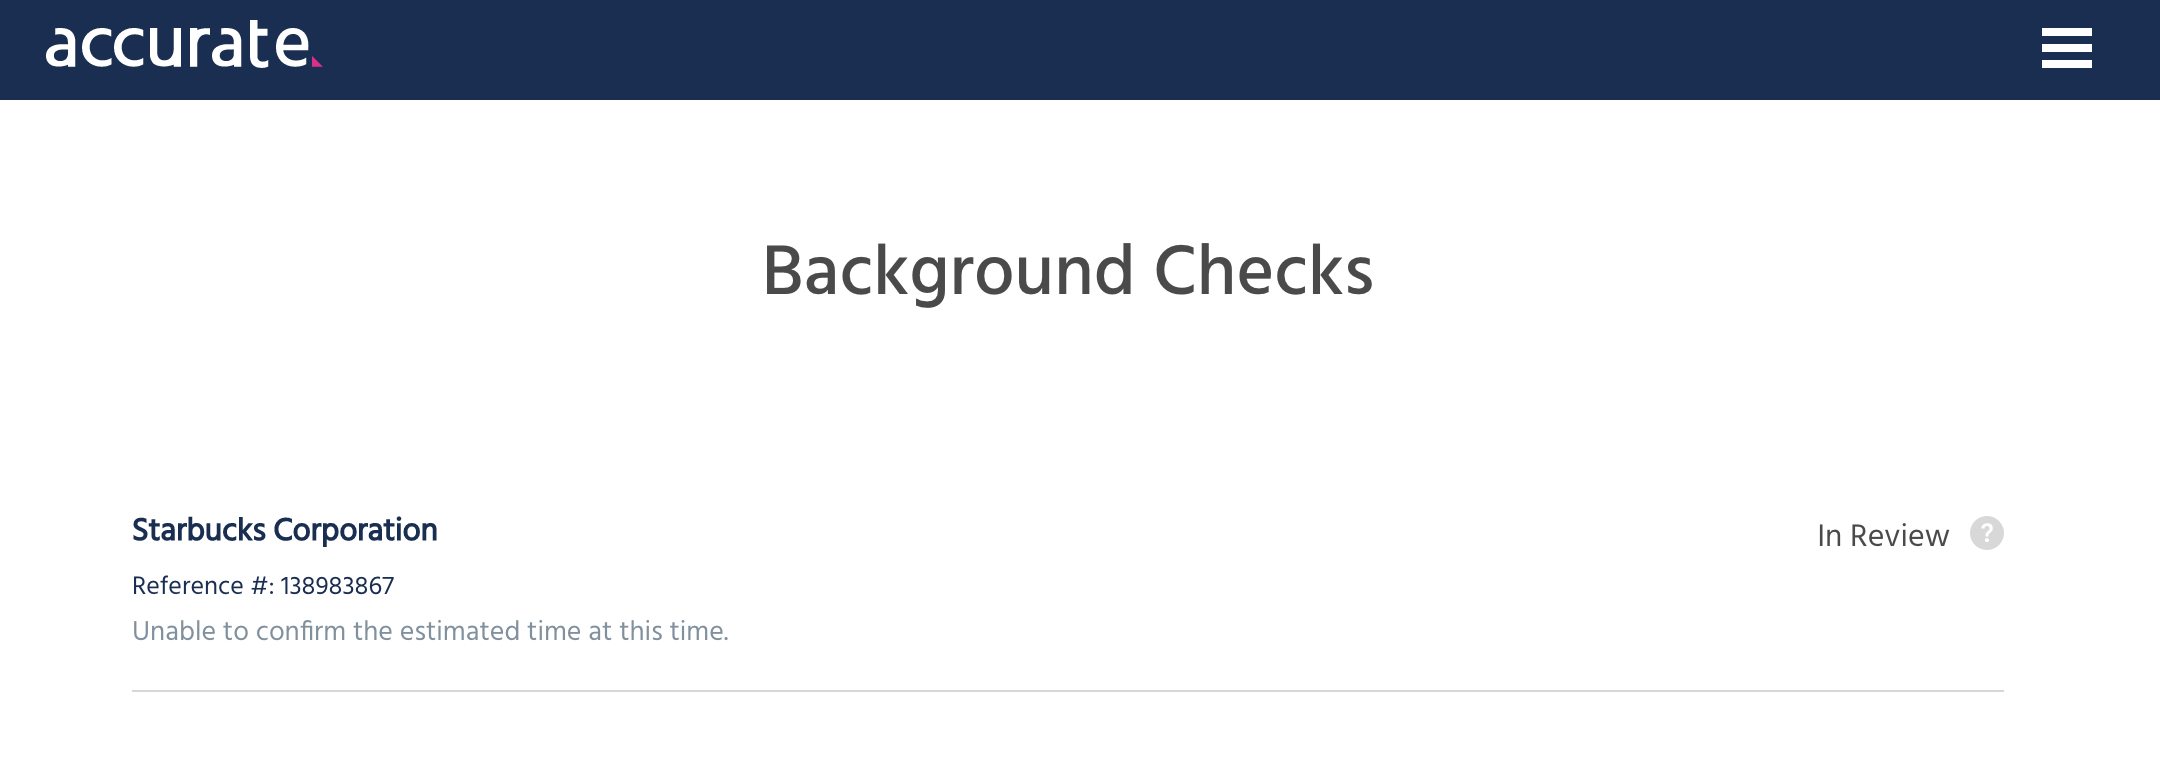 accurate.
Background Checks
Starbucks Corporation
In Review ?
Reference #: 138983867
Unable to confirm the estimated time at this time.